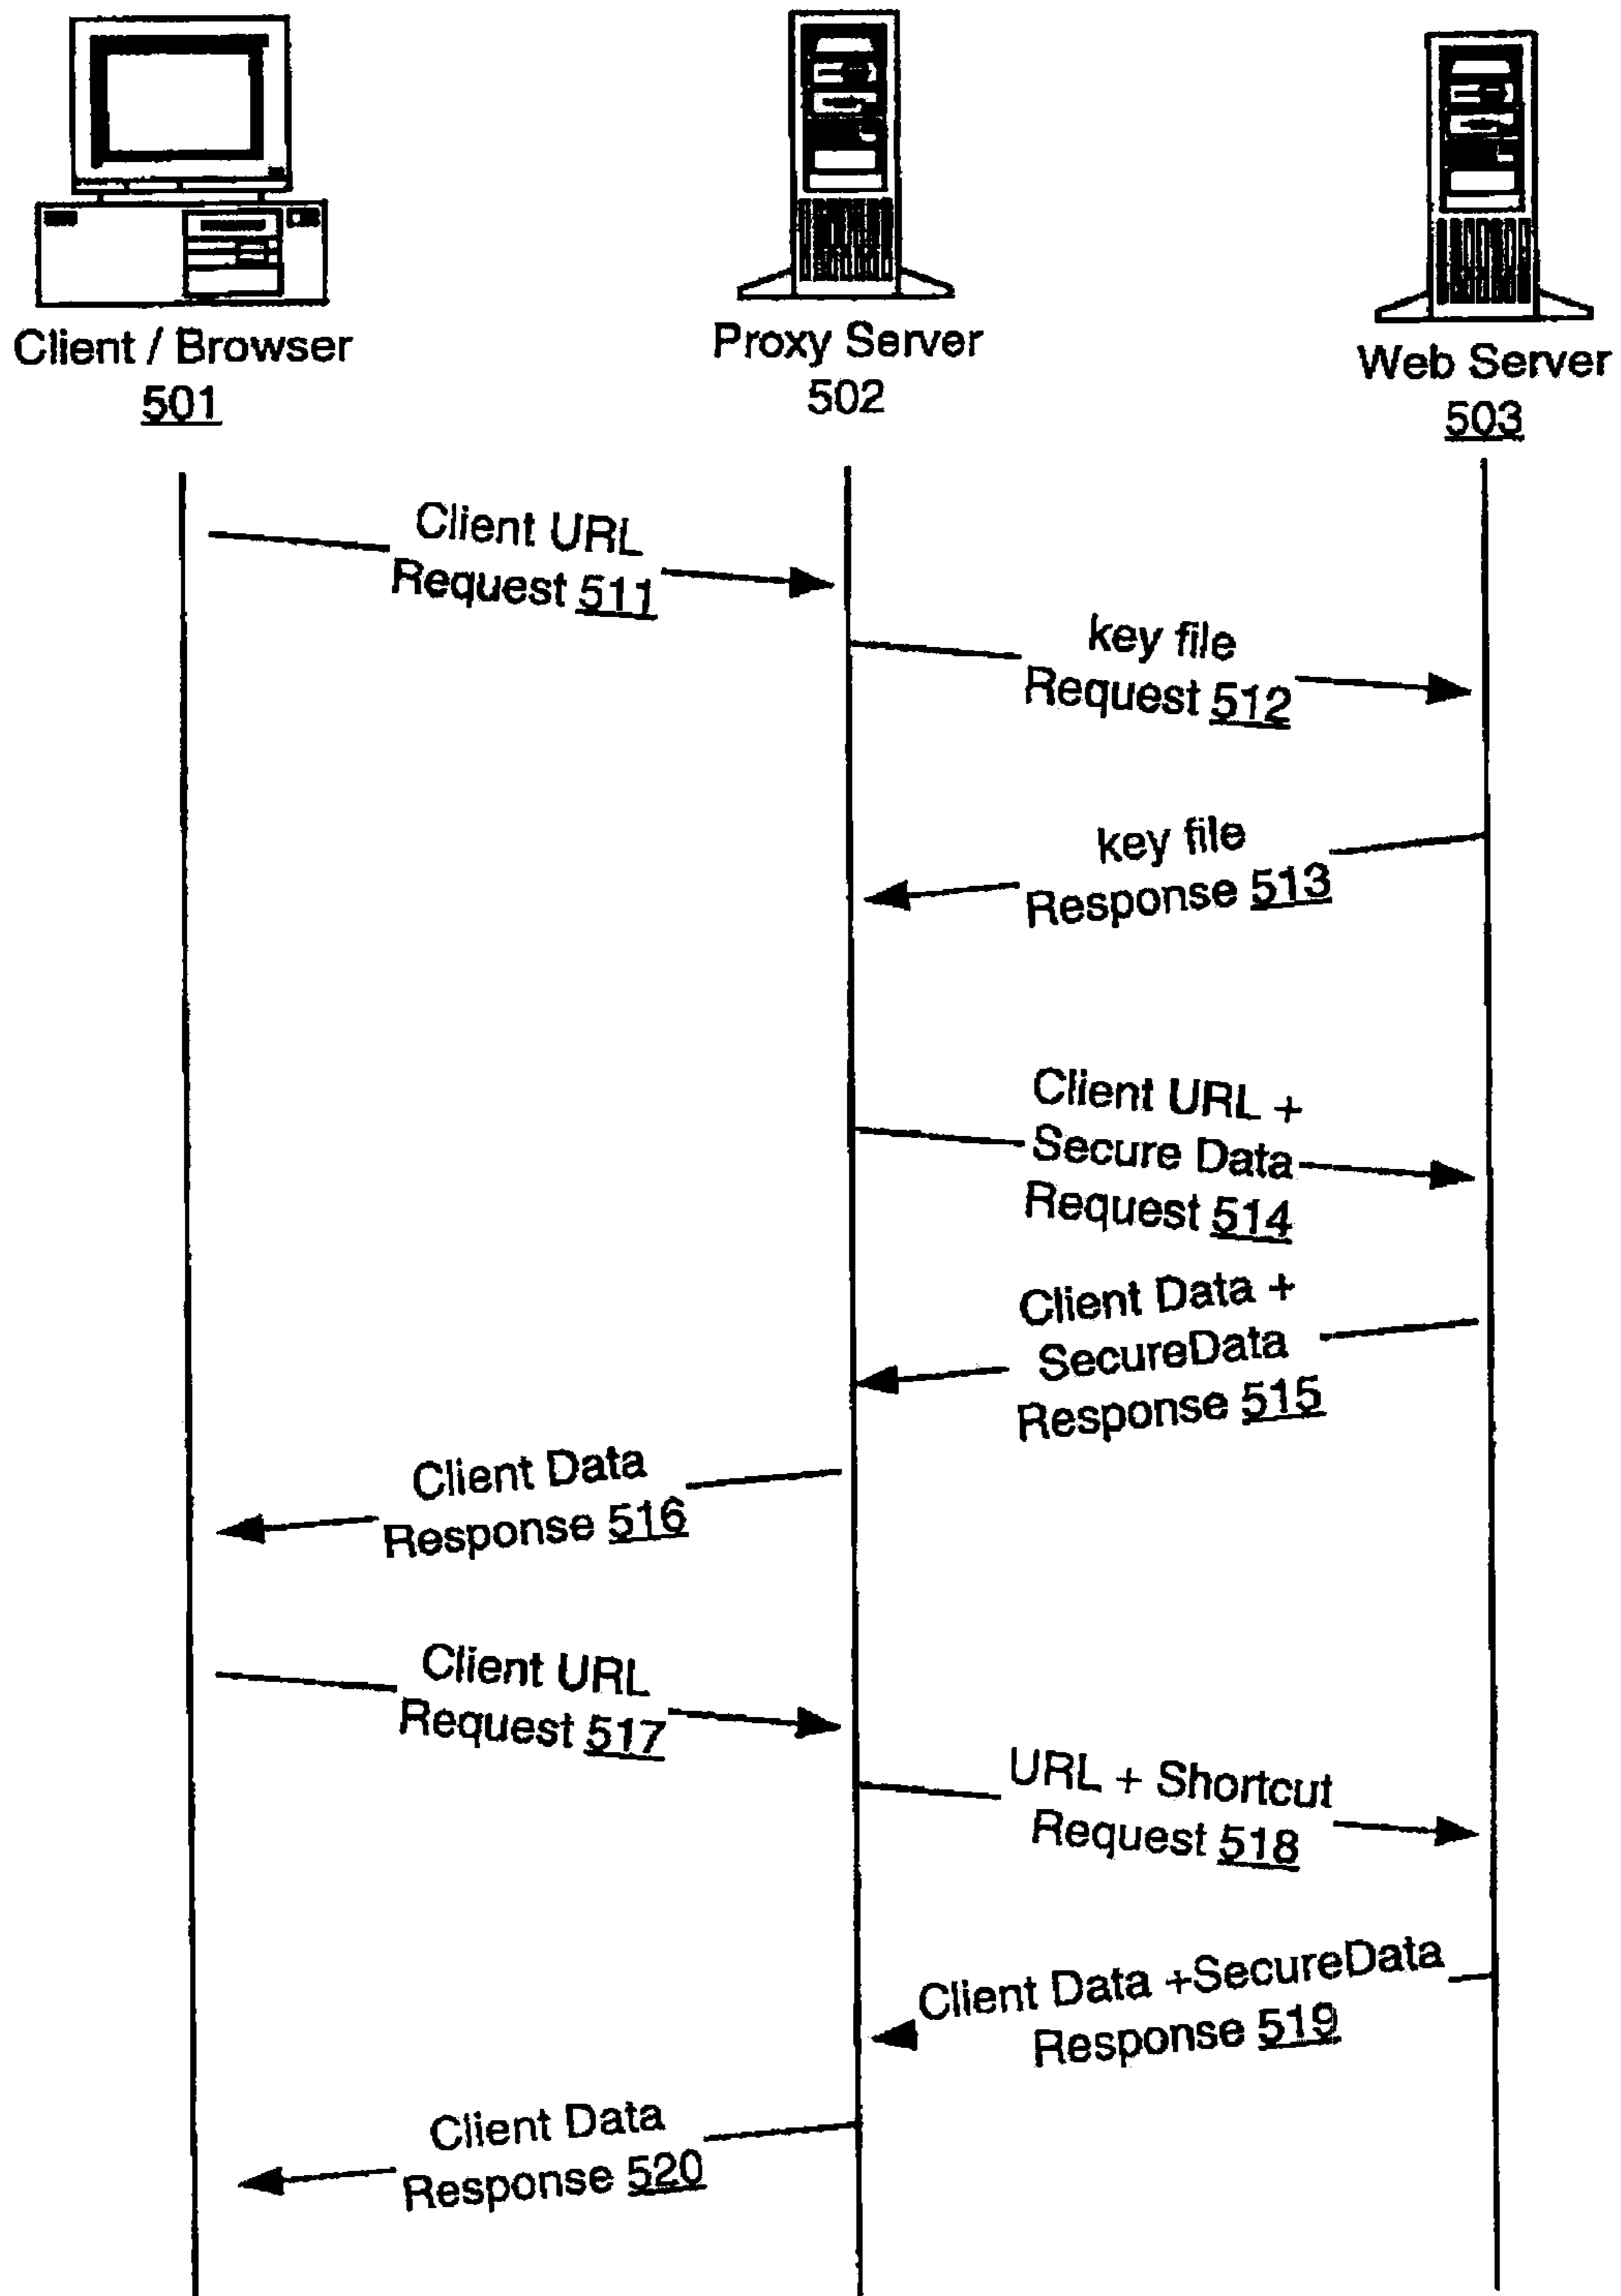 Client / Browser
501
Proxy Server
502
Web Server
503
Client URL
Request 511
key file
Request 512
key file
Response 513
Client URL +
Secure Data
Request 514
Client Data +
SecureData
Response 515
Client Data
Response 516
Client URL
Request 517
URL + Shortcut
Request 518
Client Data +SecureData
Response 519
Client Data
Response 520